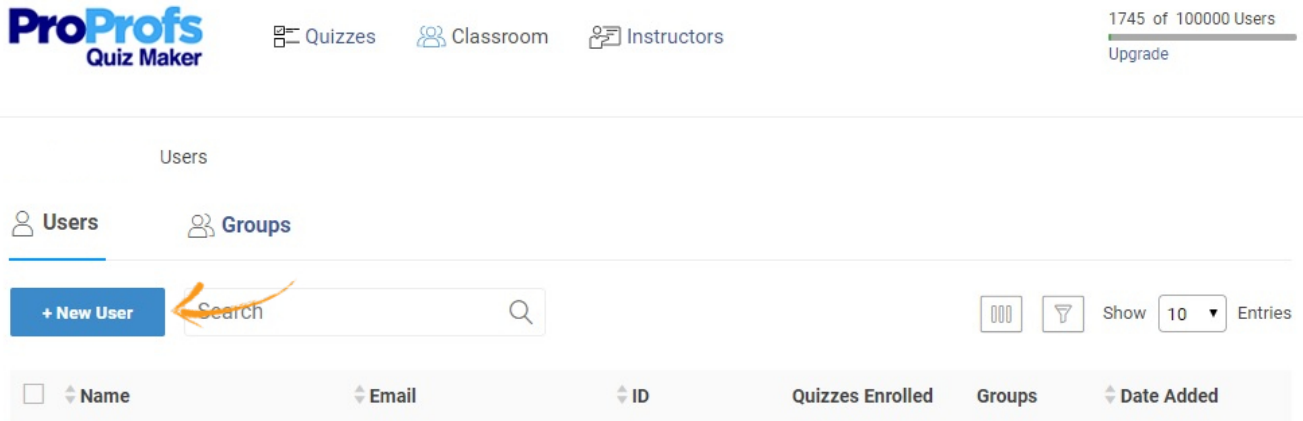 ProProfs
Quiz Maker
Quizzes Classroom Instructors
1745 of 100000 Users
Upgrade
Users
Users Groups
+ New User Search Show 10 Entries
Name Email ID Quizzes Enrolled Groups Date Added